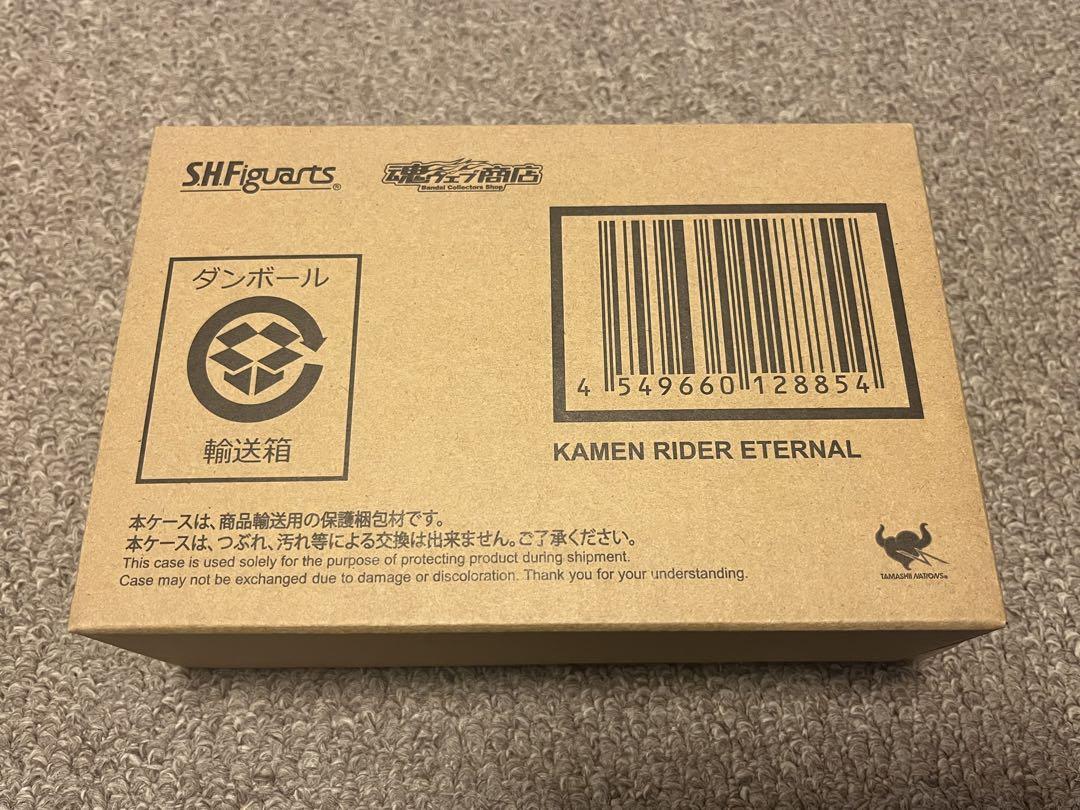 S.H.Figuarts®
魂ウェブ商店
Bandai Collectors Shop
ダンボール
輸送箱
4 549660 128854
KAMEN RIDER ETERNAL
本ケースは、商品輸送用の保護梱包材です。
本ケースは、つぶれ、汚れ等による交換は出来ません。ご了承ください。
This case is used solely for the purpose of protecting product during shipment.
Case may not be exchanged due to damage or discoloration. Thank you for your understanding.
TAMASHII NATIONS®